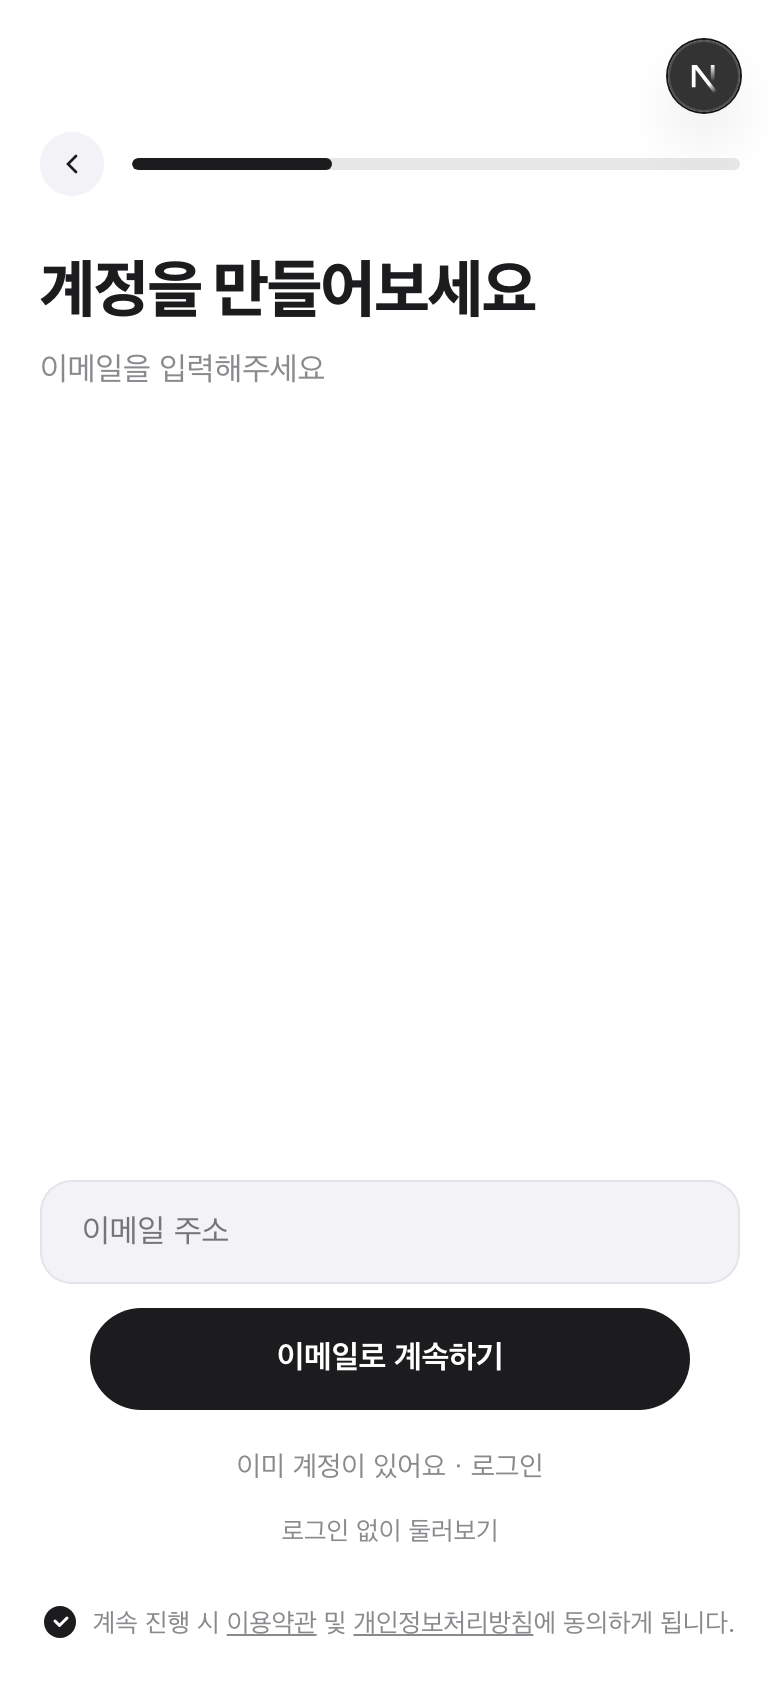 N
계정을 만들어보세요
이메일을 입력해주세요
이메일 주소
이메일로 계속하기
이미 계정이 있어요 · 로그인
로그인 없이 둘러보기
계속 진행 시 이용약관 및 개인정보처리방침에 동의하게 됩니다.